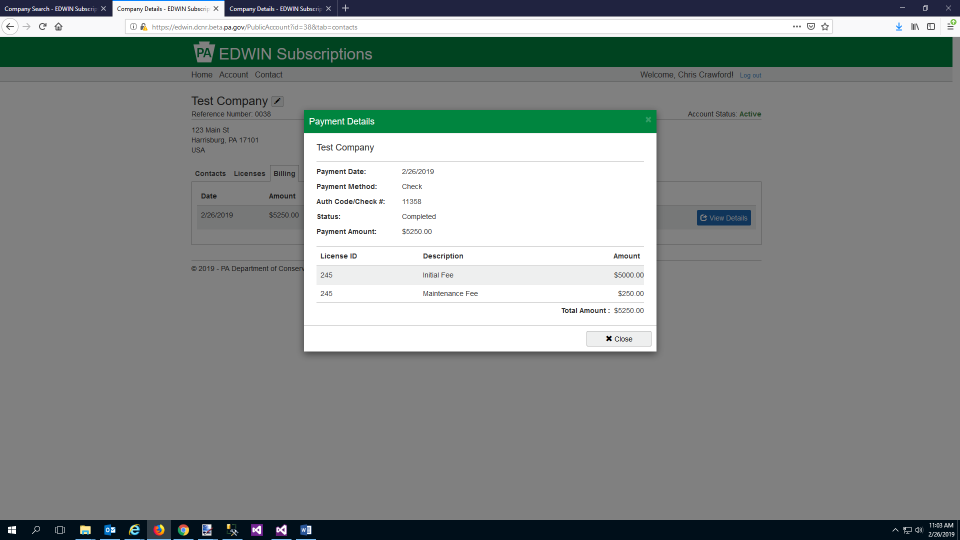 Company Search - EDWIN Subscrip
Company Details - EDWIN Subscrip
Company Details - EDWIN Subscrip
https://edwin.dcnr.beta.pa.gov/PublicAccount?id=38&tab=contacts
PA EDWIN Subscriptions
Home Account Contact
Welcome, Chris Crawford! Log out
Test Company
Reference Number: 0038
Account Status: Active
123 Main St
Harrisburg, PA 17101
USA
Contacts Licenses Billing
Date Amount
2/26/2019 $5250.00
View Details
© 2019 - PA Department of Conserv
Payment Details
Test Company
Payment Date: 2/26/2019
Payment Method: Check
Auth Code/Check #: 11358
Status: Completed
Payment Amount: $5250.00
License ID Description Amount
245 Initial Fee $5000.00
245 Maintenance Fee $250.00
Total Amount : $5250.00
Close
11:03 AM
2/26/2019